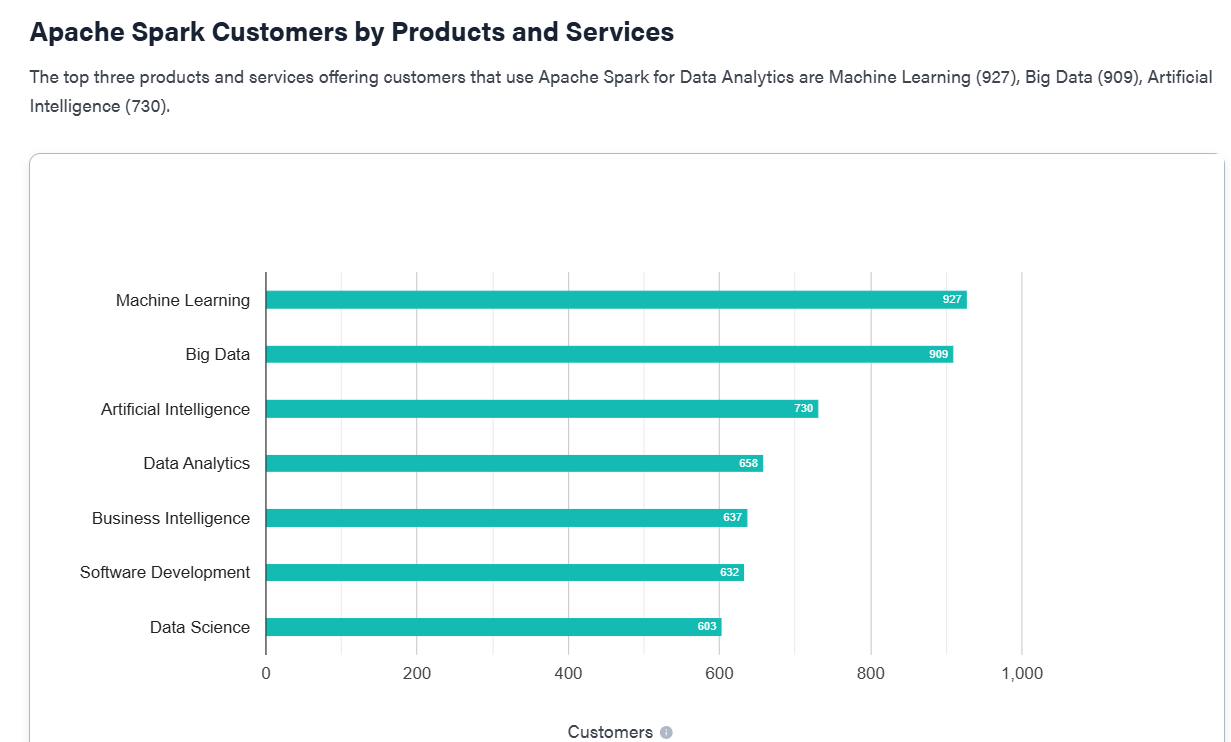 Apache Spark Customers by Products and Services
The top three products and services offering customers that use Apache Spark for Data Analytics are Machine Learning (927), Big Data (909), Artificial
Intelligence (730).
Machine Learning 927
Big Data 909
Artificial Intelligence 730
Data Analytics 658
Business Intelligence 637
Software Development 632
Data Science 603
0 200 400 600 800 1,000
Customers i